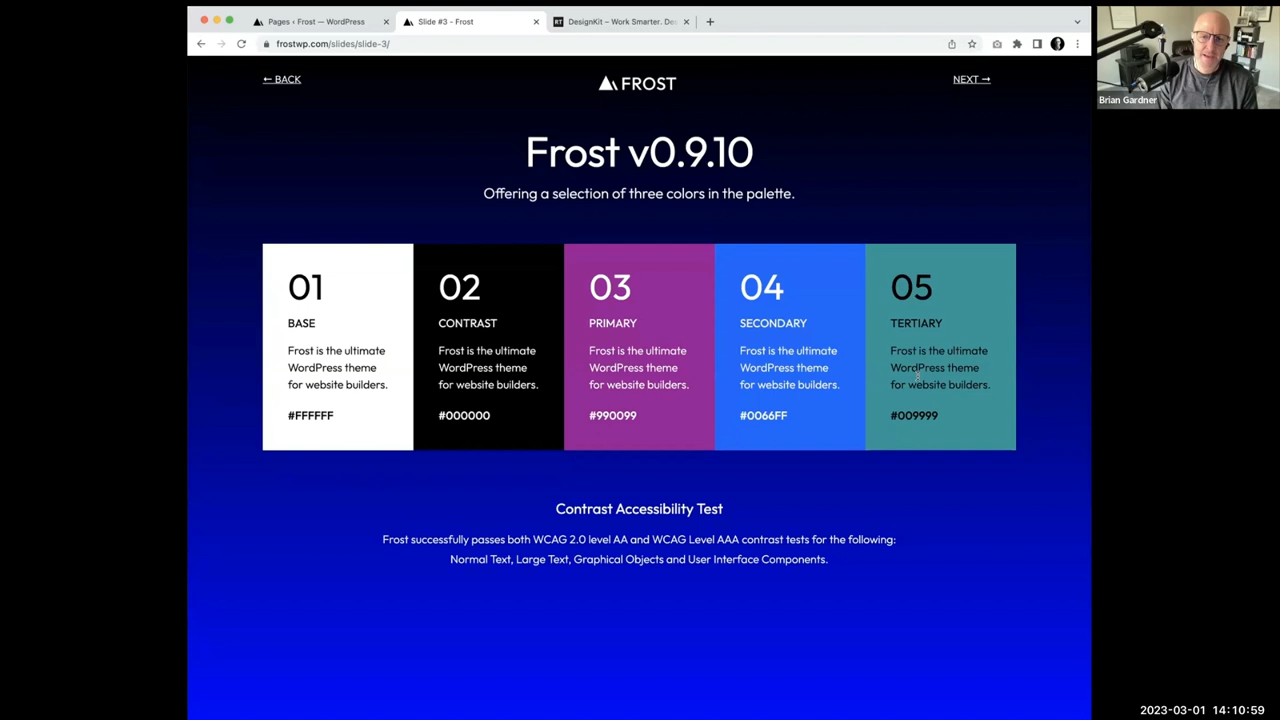 Pages ‹ Frost — WordPress
Slide #3 - Frost
RT
DesignKit – Work Smarter. De
frostwp.com/slides/slide-3/
Brian Gardner
← BACK
FROST
NEXT →
Frost v0.9.10
Offering a selection of three colors in the palette.
01
BASE
Frost is the ultimate
WordPress theme
for website builders.
#FFFFFF
02
CONTRAST
Frost is the ultimate
WordPress theme
for website builders.
#000000
03
PRIMARY
Frost is the ultimate
WordPress theme
for website builders.
#990099
04
SECONDARY
Frost is the ultimate
WordPress theme
for website builders.
#0066FF
05
TERTIARY
Frost is the ultimate
WordPress theme
for website builders.
#009999
Contrast Accessibility Test
Frost successfully passes both WCAG 2.0 level AA and WCAG Level AAA contrast tests for the following:
Normal Text, Large Text, Graphical Objects and User Interface Components.
2023-03-01 14:10:59